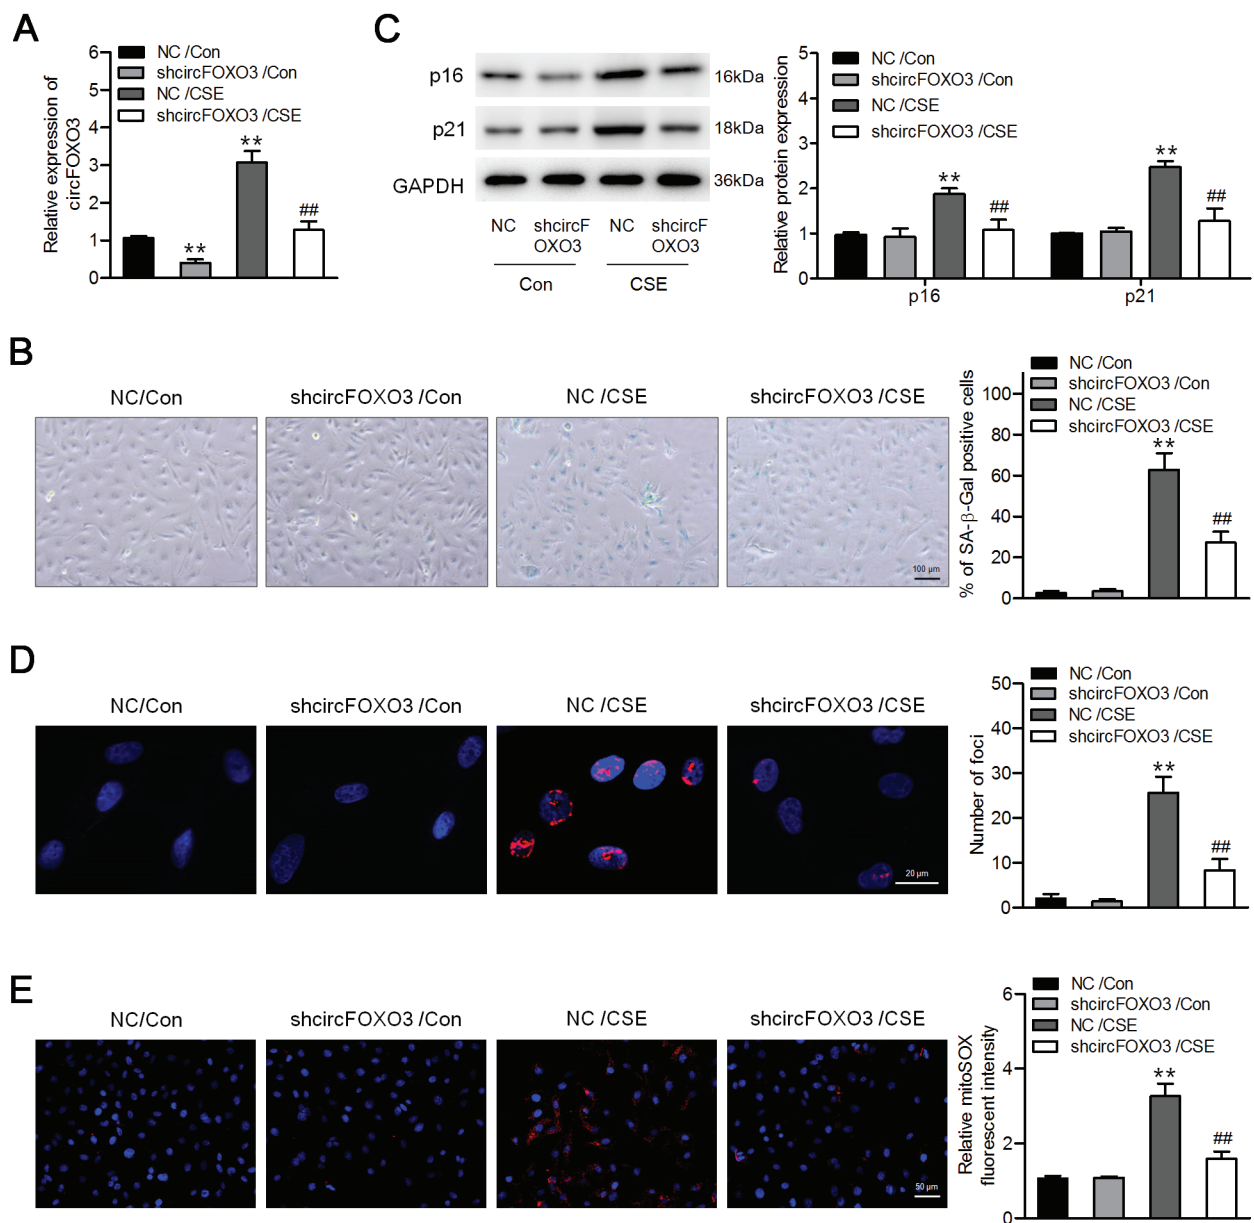 A
6
5
4
3
2
1
0
Relative expression of
circFOXO3
NC /Con
shcircFOXO3 /Con
NC /CSE
shcircFOXO3 /CSE
**
**
##
C
p16
16kDa
p21
18kDa
GAPDH
36kDa
NC shcircF NC shcircF
OXO3 OXO3
Con CSE
5
4
3
2
1
0
Relative protein expression
NC /Con
shcircFOXO3 /Con
NC /CSE
shcircFOXO3 /CSE
**
##
**
##
p16 p21
B
NC/Con shcircFOXO3 /Con NC /CSE shcircFOXO3 /CSE
100 μm
100
80
60
40
20
0
% of SA-β-Gal positive cells
NC /Con
shcircFOXO3 /Con
NC /CSE
shcircFOXO3 /CSE
**
##
D
NC/Con shcircFOXO3 /Con NC /CSE shcircFOXO3 /CSE
20 μm
50
40
30
20
10
0
Number of foci
NC /Con
shcircFOXO3 /Con
NC /CSE
shcircFOXO3 /CSE
**
##
E
NC/Con shcircFOXO3 /Con NC /CSE shcircFOXO3 /CSE
50 μm
6
4
2
0
Relative mitoSOX
fluorescent intensity
NC /Con
shcircFOXO3 /Con
NC /CSE
shcircFOXO3 /CSE
**
##